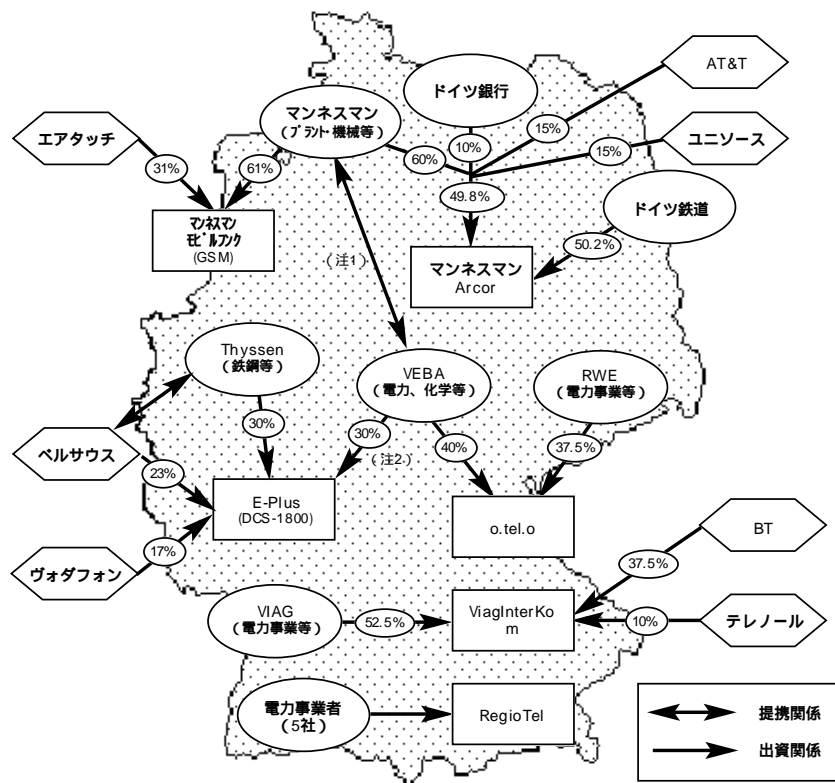 AT&T
ドイツ銀行
マンネスマン
(プラント機械等)
エアタッチ
15%
ユニソース
10%
15%
60%
31%
61%
49.8%
ドイツ鉄道
マンネスマン
モビルフンク
(GSM)
50.2%
(注1)
マンネスマン
Arcor
Thyssen
(鉄鋼等)
VEBA
(電力、化学等)
RWE
(電力事業等)
30%
30%
40%
37.5%
ベルサウス
(注2)
23%
E-Plus
(DCS-1800)
o.tel.o
BT
17%
37.5%
ヴォダフォン
VIAG
(電力事業等)
52.5%
ViagInterKo
m
10%
テレノール
電力事業者
(5社)
RegioTel
提携関係
出資関係